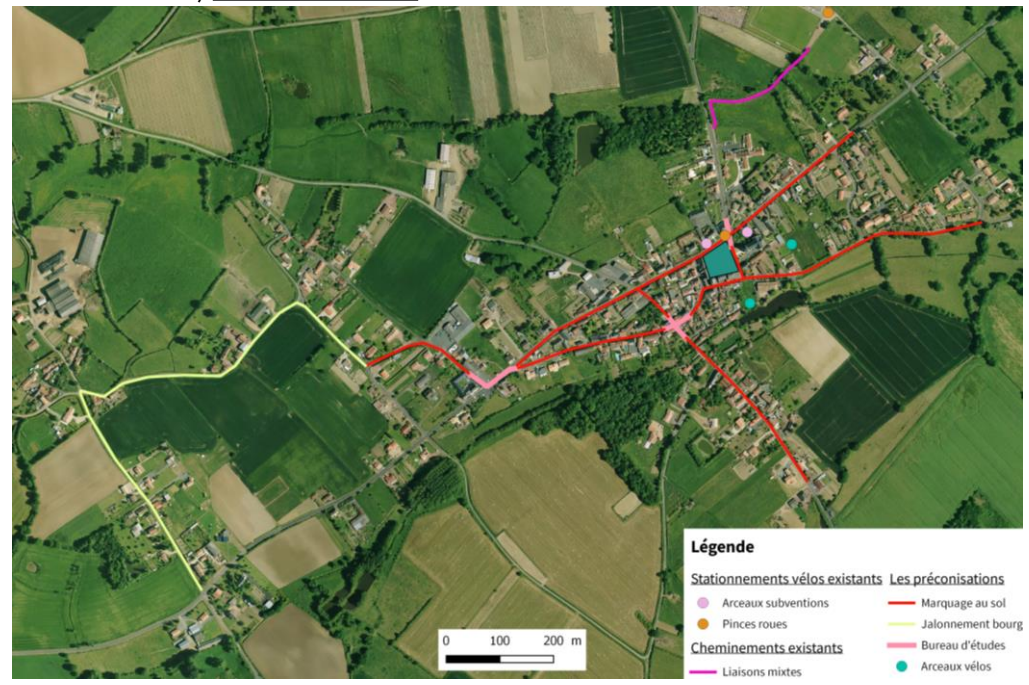 0 100 200 m
Légende
Stationnements vélos existants
Arceaux subventions
Pinces roues
Cheminements existants
Liaisons mixtes
Les préconisations
Marquage au sol
Jalonnement bourg
Bureau d'études
Arceaux vélos